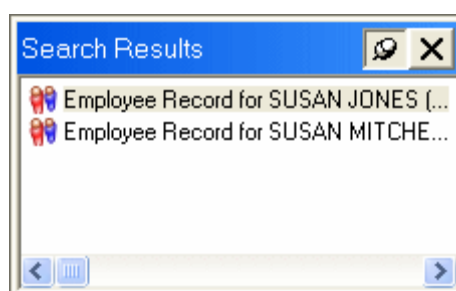 Search Results
Employee Record for SUSAN JONES (...
Employee Record for SUSAN MITCHE...